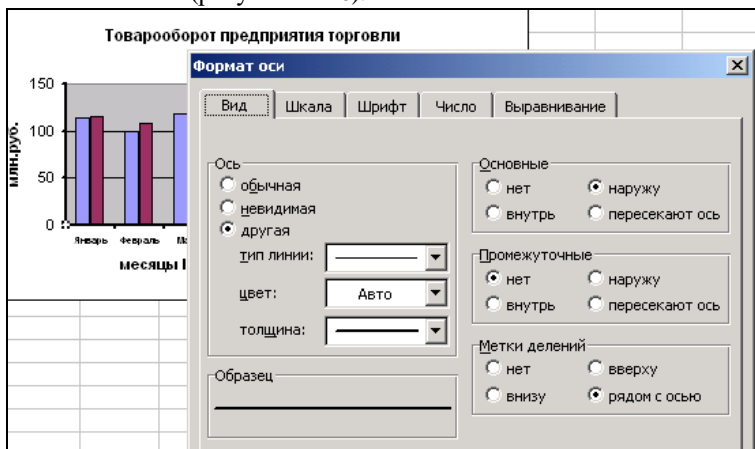 Товарооборот предприятия торговли
млн.руб.
150
100
50
0
Январь Февраль
месяцы I
Формат оси
Вид Шкала Шрифт Число Выравнивание
Ось
обычная
невидимая
другая
тип линии:
цвет: Авто
толщина:
Образец
Основные
нет наружу
внутрь пересекают ось
Промежуточные
нет наружу
внутрь пересекают ось
Метки делений
нет вверху
внизу рядом с осью